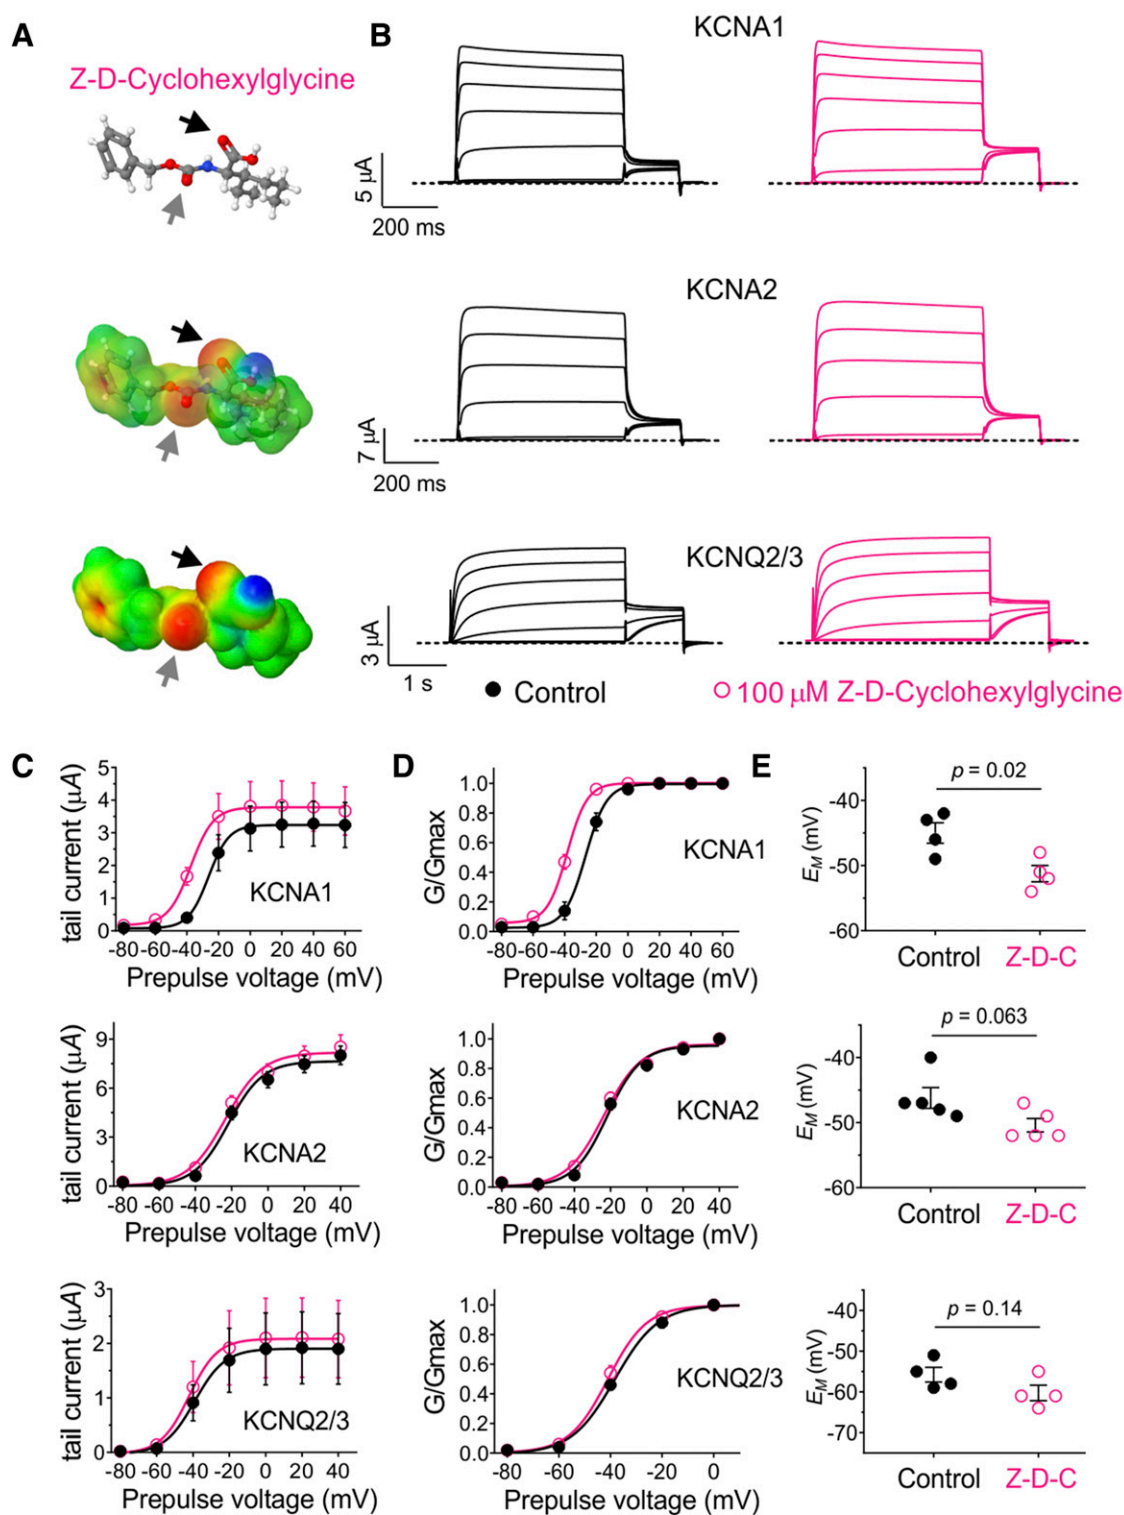 A
B
Z-D-Cyclohexylglycine
KCNA1
5 µA
200 ms
KCNA2
7 µA
200 ms
KCNQ2/3
3 µA
1 s
Control
100 µM Z-D-Cyclohexylglycine
C
D
E
tail current (µA)
5
4
3
2
1
0
KCNA1
-80 -60 -40 -20 0 20 40 60
Prepulse voltage (mV)
G/Gmax
1.0
0.8
0.6
0.4
0.2
0.0
KCNA1
-80 -60 -40 -20 0 20 40 60
Prepulse voltage (mV)
p = 0.02
EM (mV)
-40
-50
-60
Control Z-D-C
tail current (µA)
9
6
3
0
KCNA2
-80 -60 -40 -20 0 20 40
Prepulse voltage (mV)
G/Gmax
1.0
0.8
0.6
0.4
0.2
0.0
KCNA2
-80 -60 -40 -20 0 20 40
Prepulse voltage (mV)
p = 0.063
EM (mV)
-40
-50
-60
Control Z-D-C
tail current (µA)
3
2
1
0
KCNQ2/3
-80 -60 -40 -20 0 20 40
Prepulse voltage (mV)
G/Gmax
1.0
0.8
0.6
0.4
0.2
0.0
KCNQ2/3
-80 -60 -40 -20 0
Prepulse voltage (mV)
p = 0.14
EM (mV)
-40
-50
-60
-70
Control Z-D-C